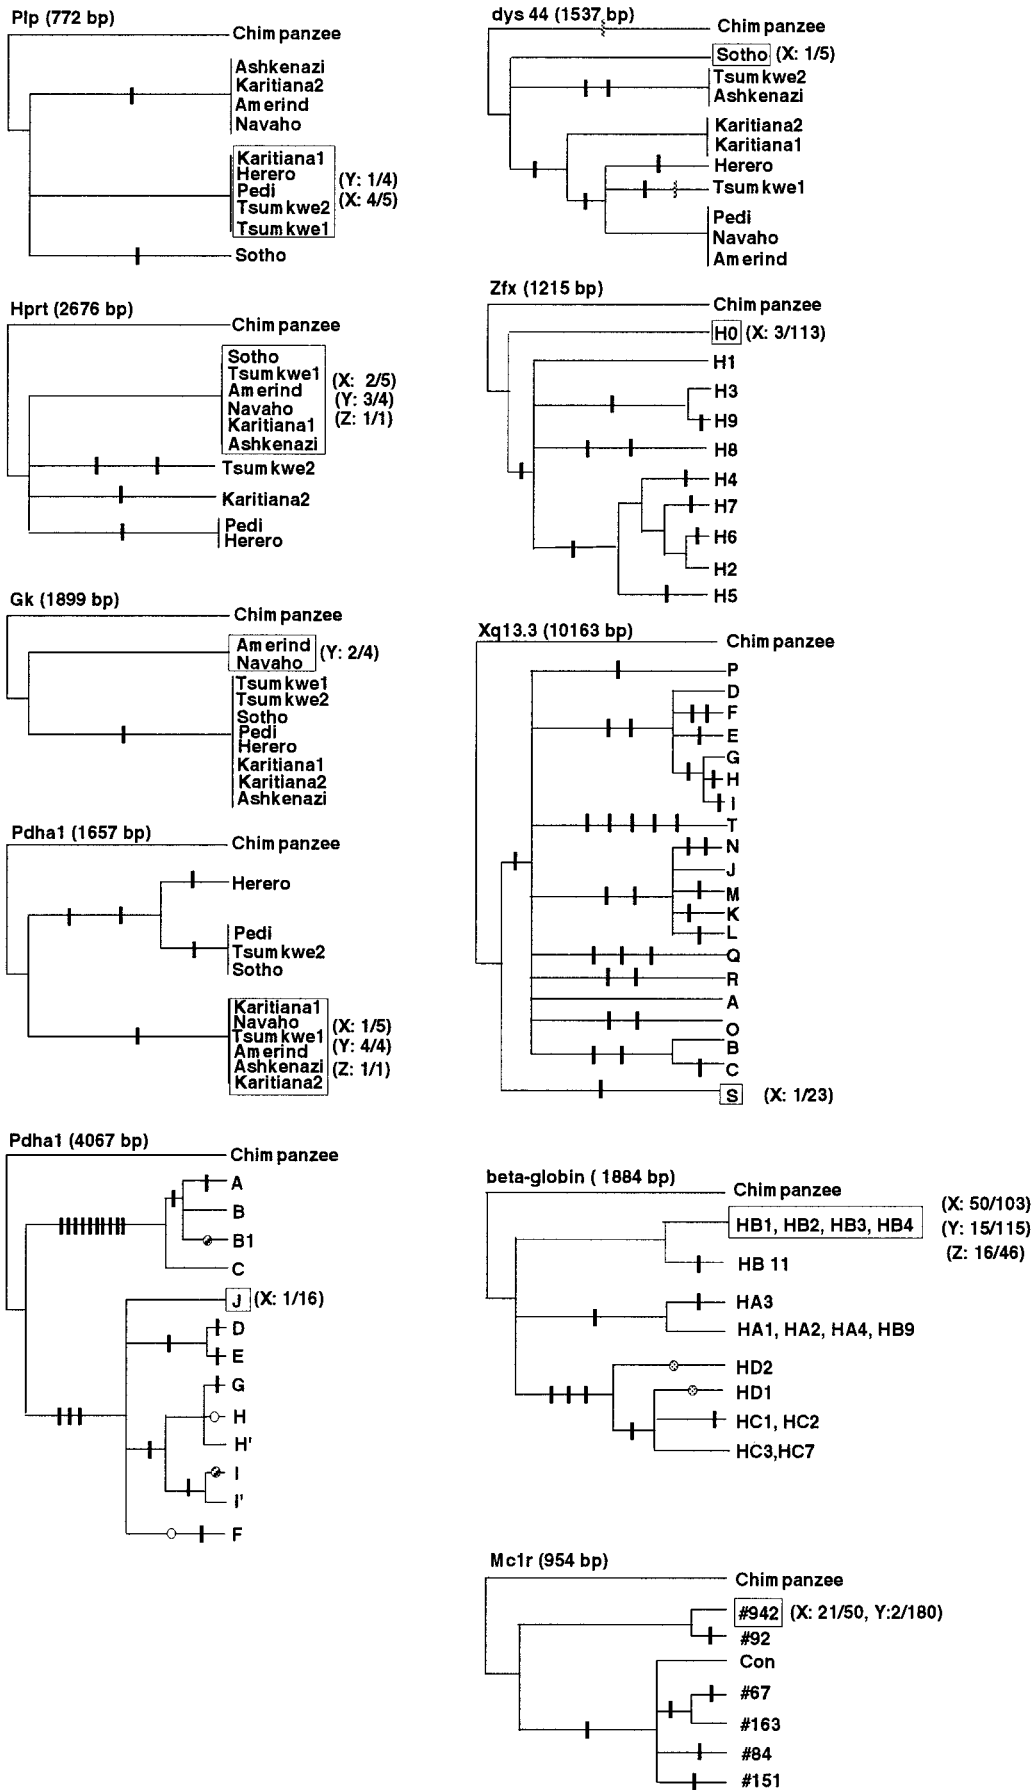 Plp (772 bp)
Chimpanzee
Ashkenazi
Karitiana2
Amerind
Navaho
Karitiana1
Herero
Pedi
Tsumkwe2
Tsumkwe1
(Y: 1/4)
(X: 4/5)
Sotho
Hprt (2676 bp)
Chimpanzee
Sotho
Tsumkwe1
Amerind
Navaho
Karitiana1
Ashkenazi
(X: 2/5)
(Y: 3/4)
(Z: 1/1)
Tsumkwe2
Karitiana2
Pedi
Herero
Gk (1899 bp)
Chimpanzee
Amerind
Navaho
(Y: 2/4)
Tsumkwe1
Tsumkwe2
Sotho
Pedi
Herero
Karitiana1
Karitiana2
Ashkenazi
Pdha1 (1657 bp)
Chimpanzee
Herero
Pedi
Tsumkwe2
Sotho
Karitiana1
Navaho
Tsumkwe1
Amerind
Ashkenazi
Karitiana2
(X: 1/5)
(Y: 4/4)
(Z: 1/1)
Pdha1 (4067 bp)
Chimpanzee
A
B
B1
C
J (X: 1/16)
D
E
G
H
H'
I
I'
F
dys 44 (1537 bp)
Chimpanzee
Sotho (X: 1/5)
Tsumkwe2
Ashkenazi
Karitiana2
Karitiana1
Herero
Tsumkwe1
Pedi
Navaho
Amerind
Zfx (1215 bp)
Chimpanzee
H0 (X: 3/113)
H1
H3
H9
H8
H4
H7
H6
H2
H5
Xq13.3 (10163 bp)
Chimpanzee
P
D
F
E
G
H
I
T
N
J
M
K
L
Q
R
A
O
B
C
S (X: 1/23)
beta-globin ( 1884 bp)
Chimpanzee
HB1, HB2, HB3, HB4
(X: 50/103)
(Y: 15/115)
(Z: 16/46)
HB 11
HA3
HA1, HA2, HA4, HB9
HD2
HD1
HC1, HC2
HC3,HC7
Mc1r (954 bp)
Chimpanzee
#942 (X: 21/50, Y:2/180)
#92
Con
#67
#163
#84
#151